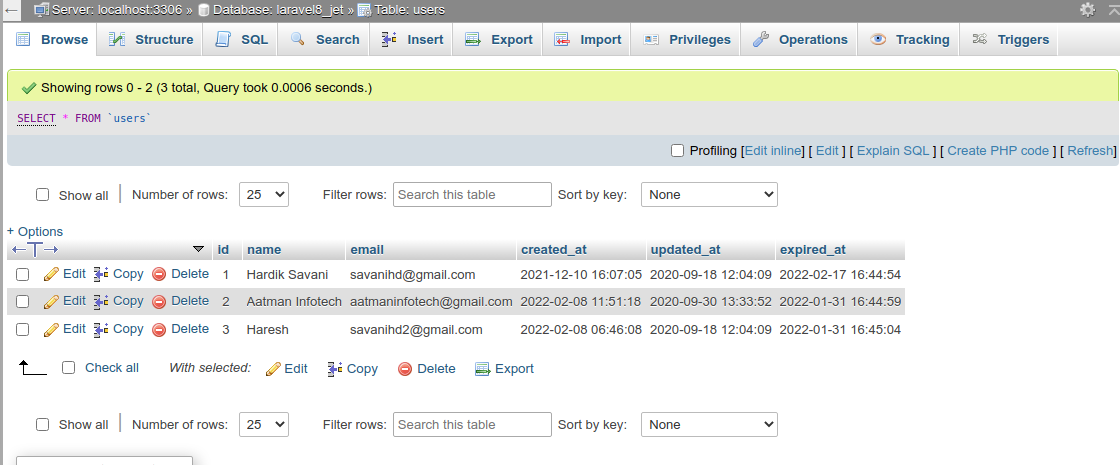 Server: localhost:3306 » Database: laravel8_jet » Table: users
Browse Structure SQL Search Insert Export Import Privileges Operations Tracking Triggers
Showing rows 0 - 2 (3 total, Query took 0.0006 seconds.)
SELECT * FROM `users`
Profiling [Edit inline] [ Edit ] [ Explain SQL ] [ Create PHP code ] [ Refresh]
Show all Number of rows: 25 Filter rows: Search this table Sort by key: None
+ Options
id name email created_at updated_at expired_at
Edit Copy Delete 1 Hardik Savani savanihd@gmail.com 2021-12-10 16:07:05 2020-09-18 12:04:09 2022-02-17 16:44:54
Edit Copy Delete 2 Aatman Infotech aatmaninfotech@gmail.com 2022-02-08 11:51:18 2020-09-30 13:33:52 2022-01-31 16:44:59
Edit Copy Delete 3 Haresh savanihd2@gmail.com 2022-02-08 06:46:08 2020-09-18 12:04:09 2022-01-31 16:45:04
Check all With selected: Edit Copy Delete Export
Show all Number of rows: 25 Filter rows: Search this table Sort by key: None